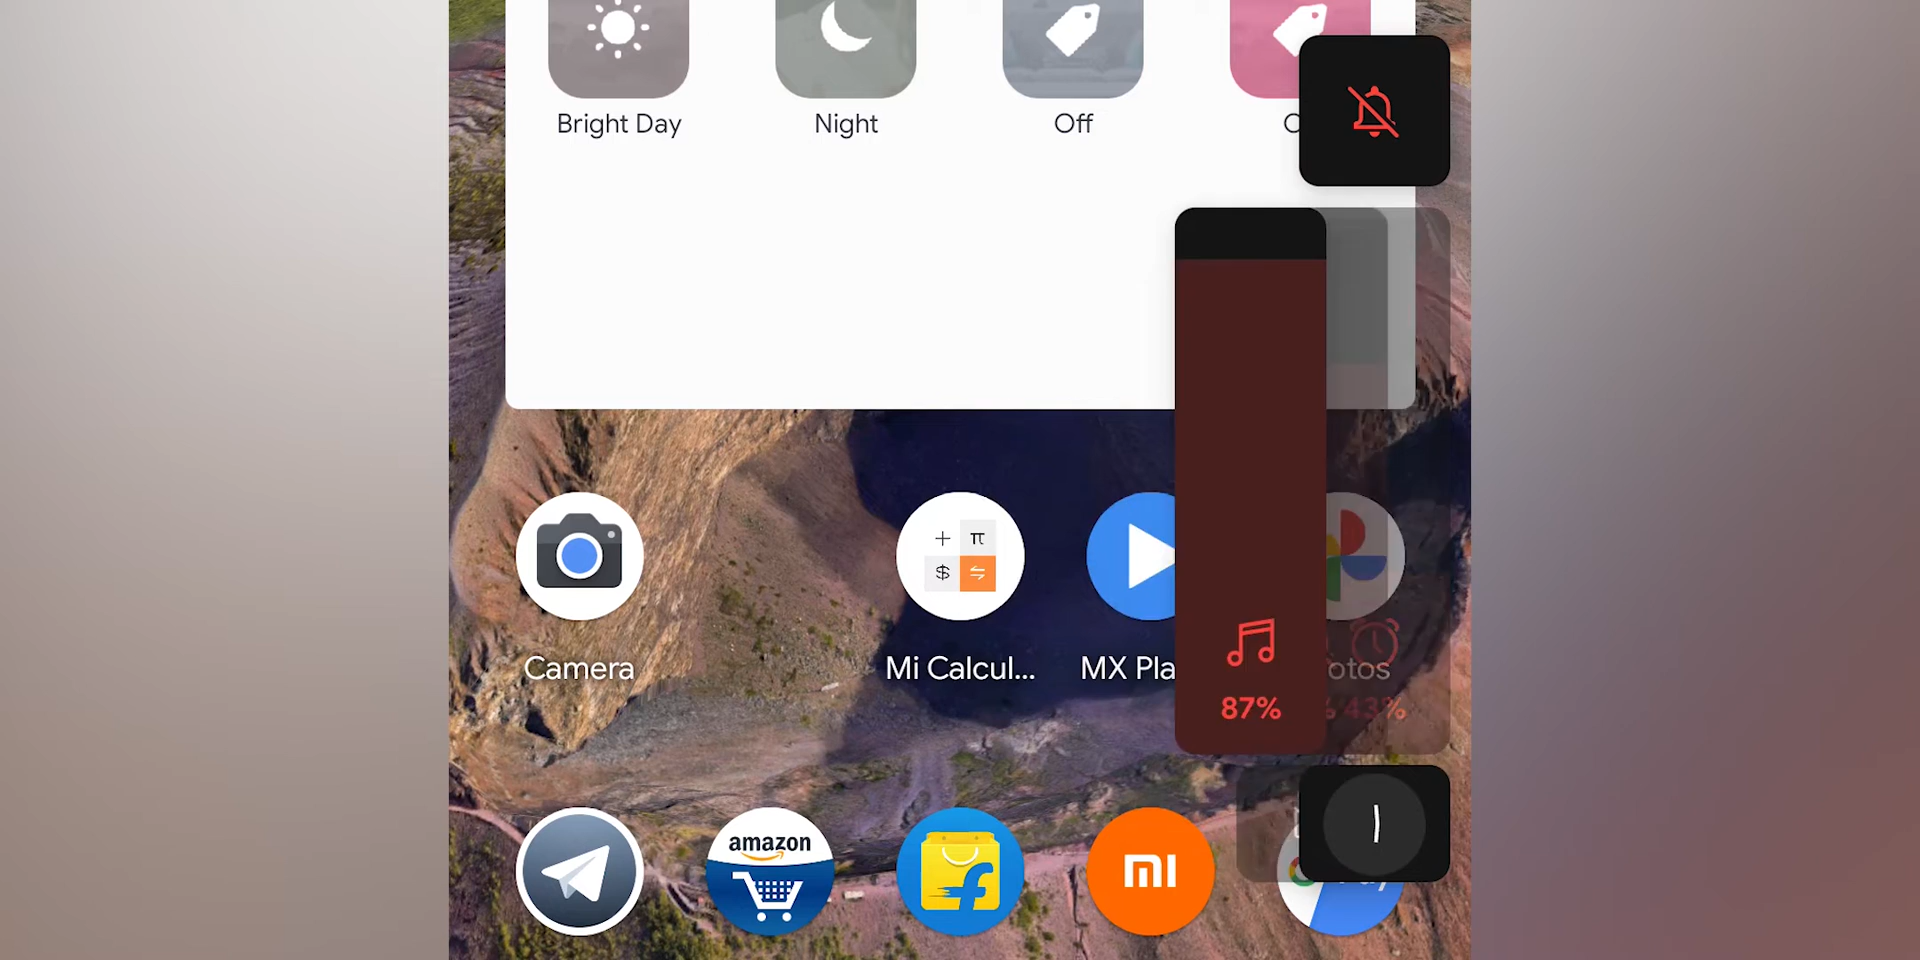 Bright Day
Night
Off
Camera
Mi Calcul...
MX Pla
otos
87%
% 43%
+ π
$
amazon
mi